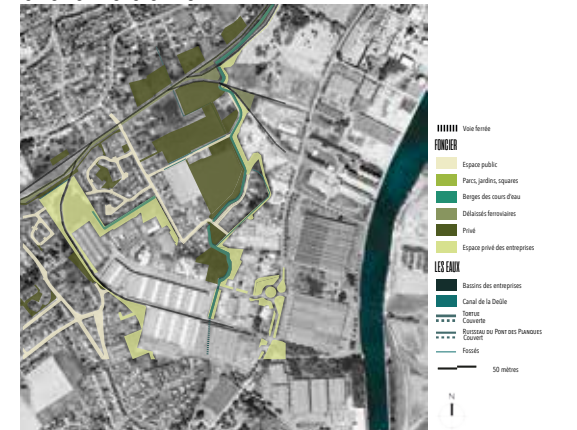 Voie ferrée
FONCIER
Espace public
Parcs, jardins, squares
Berges des cours d'eau
Délaissés ferroviaires
Privé
Espace privé des entreprises
LES EAUX
Bassins des entreprises
Canal de la Deûle
TORTUE
Couverte
RUISSEAU DU PONT DES PLANQUES
Couvert
Fossés
50 mètres
N